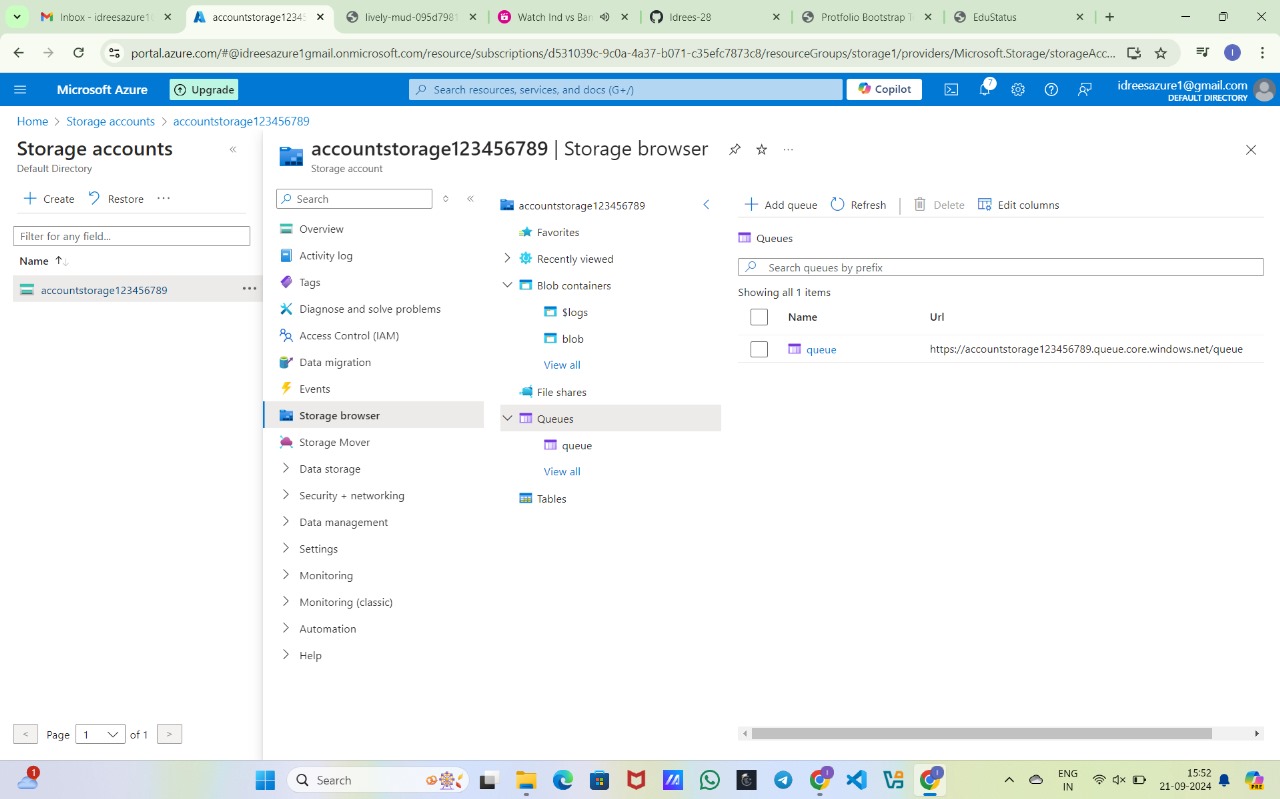 Inbox - idreesazure1
accountstorage12345
lively-mud-095d7981
Watch Ind vs Ban
Idrees-28
Protfolio Bootstrap T
EduStatus
portal.azure.com/#@idreesazure1gmail.onmicrosoft.com/resource/subscriptions/d531039c-9c0a-4a37-b071-c35efc7873c8/resourceGroups/storage1/providers/Microsoft.Storage/storageAcc...
I
Microsoft Azure
Upgrade
Search resources, services, and docs (G+/)
Copilot
7
idreesazure1@gmail.com
DEFAULT DIRECTORY
Home > Storage accounts > accountstorage123456789
Storage accounts
Default Directory
Create
Restore
Filter for any field...
Name
accountstorage123456789
Page 1 of 1
accountstorage123456789 | Storage browser
Storage account
Search
Overview
Activity log
Tags
Diagnose and solve problems
Access Control (IAM)
Data migration
Events
Storage browser
Storage Mover
Data storage
Security + networking
Data management
Settings
Monitoring
Monitoring (classic)
Automation
Help
accountstorage123456789
Favorites
Recently viewed
Blob containers
$logs
blob
View all
File shares
Queues
queue
View all
Tables
Add queue
Refresh
Delete
Edit columns
Queues
Search queues by prefix
Showing all 1 items
Name Url
queue https://accountstorage123456789.queue.core.windows.net/queue
1
Search
ENG
IN
15:52
21-09-2024
PRE